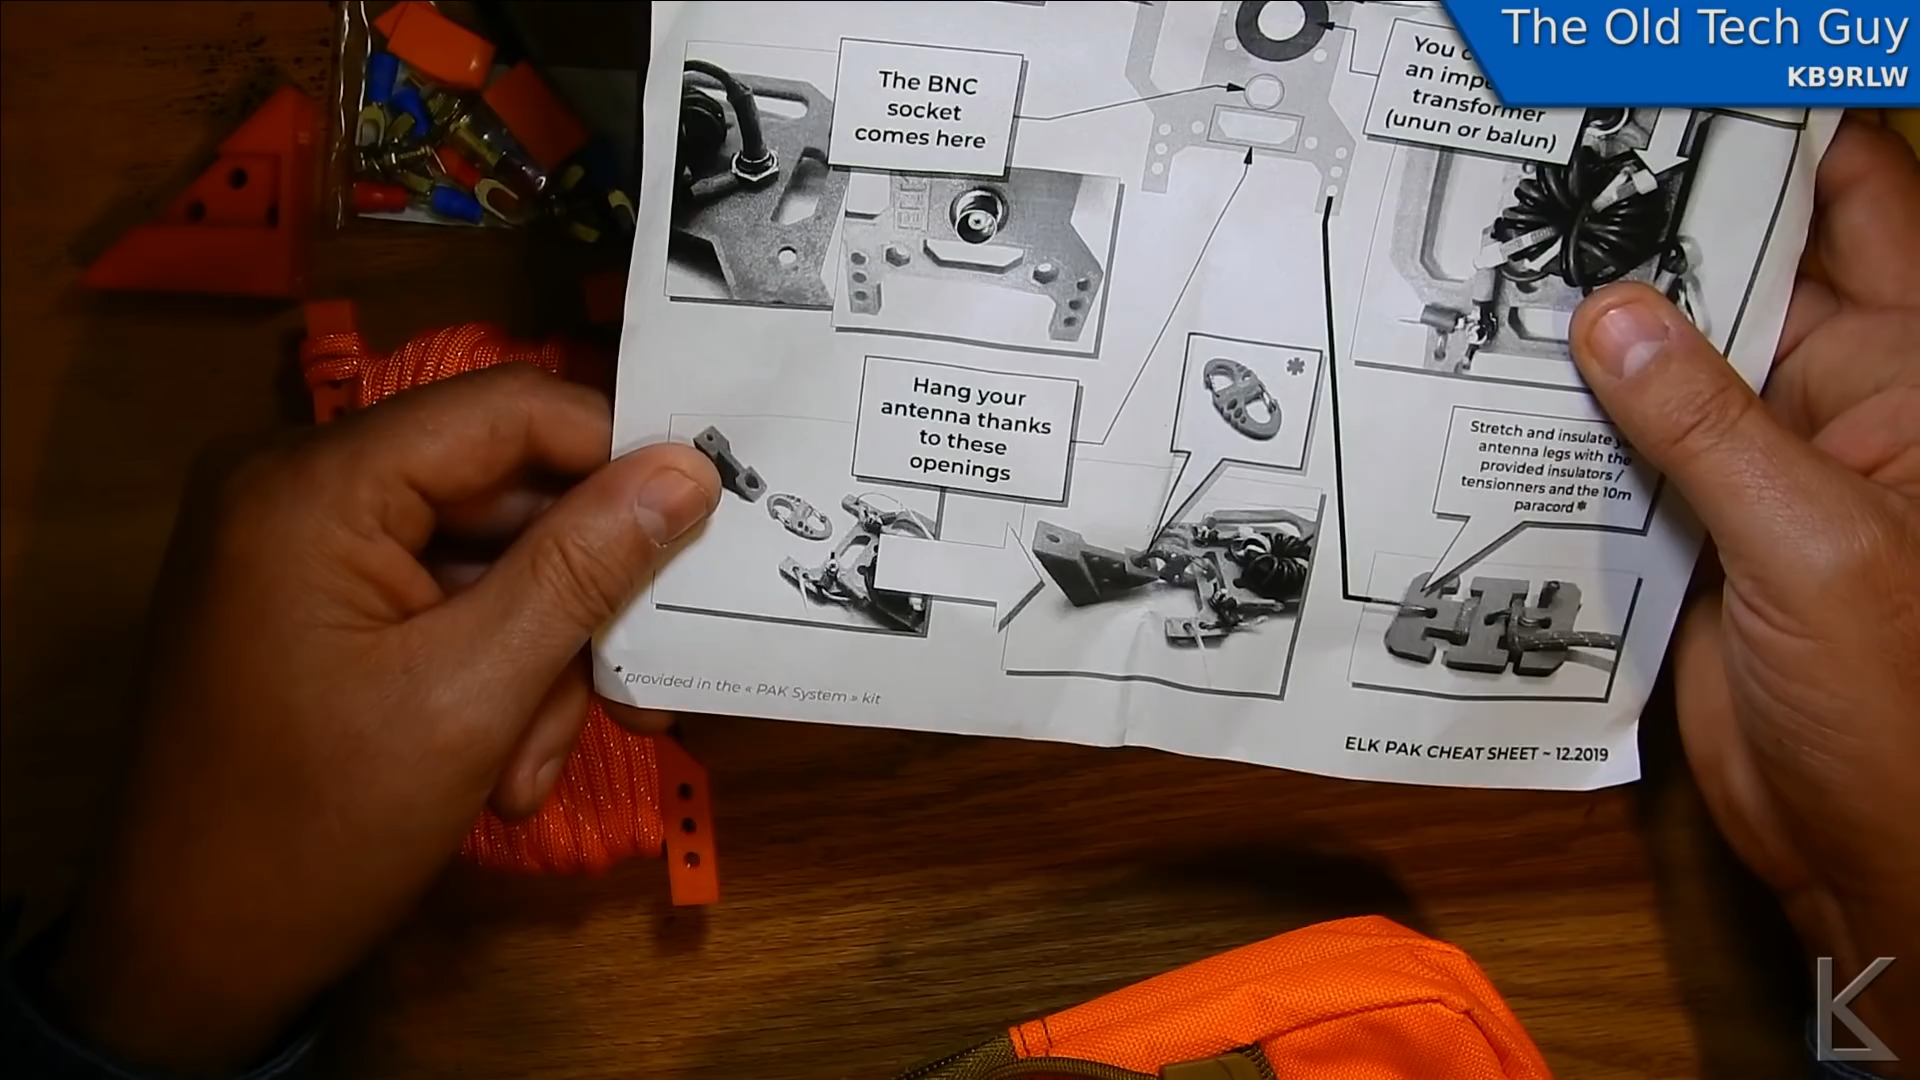 The Old Tech Guy
KB9RLW
The BNC
socket
comes here
You
an
transformer
(unun or balun)
Hang your
antenna thanks
to these
openings
*
Stretch and insulate
antenna legs with the
provided insulators /
tensionners and the 10m
paracord *
* provided in the « PAK System » kit
ELK PAK CHEAT SHEET ~ 12.2019
K